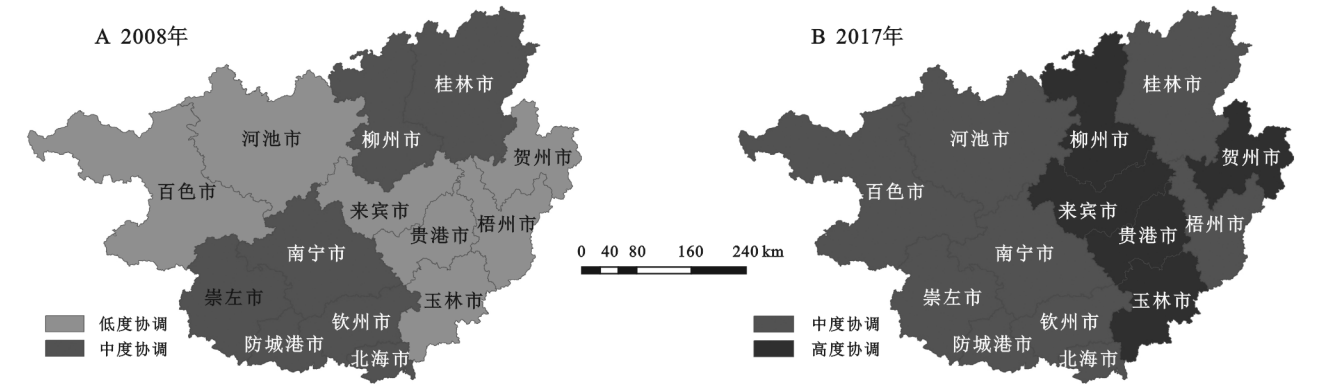 A 2008年
桂林市
河池市
柳州市
贺州市
百色市
来宾市
梧州市
贵港市
南宁市
崇左市
玉林市
钦州市
防城港市
北海市
低度协调
中度协调
0 40 80 160 240 km
B 2017年
桂林市
河池市
柳州市
贺州市
百色市
来宾市
梧州市
贵港市
南宁市
崇左市
玉林市
钦州市
防城港市
北海市
中度协调
高度协调